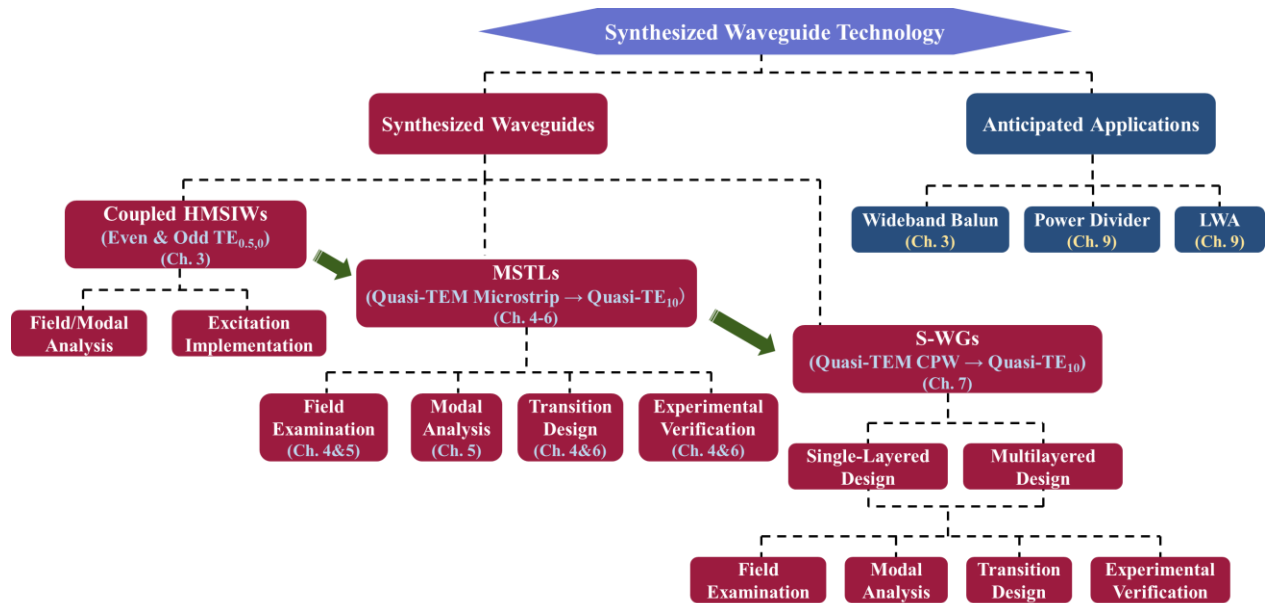 Synthesized Waveguide Technology
Synthesized Waveguides
Anticipated Applications
Coupled HMSIWs
(Even & Odd TE₀.₅,₀)
(Ch. 3)
Wideband Balun
(Ch. 3)
Power Divider
(Ch. 9)
LWA
(Ch. 9)
MSTLs
(Quasi-TEM Microstrip → Quasi-TE₁₀)
(Ch. 4-6)
Field/Modal
Analysis
Excitation
Implementation
S-WGs
(Quasi-TEM CPW → Quasi-TE₁₀)
(Ch. 7)
Field
Examination
(Ch. 4&5)
Modal
Analysis
(Ch. 5)
Transition
Design
(Ch. 4&6)
Experimental
Verification
(Ch. 4&6)
Single-Layered
Design
Multilayered
Design
Field
Examination
Modal
Analysis
Transition
Design
Experimental
Verification